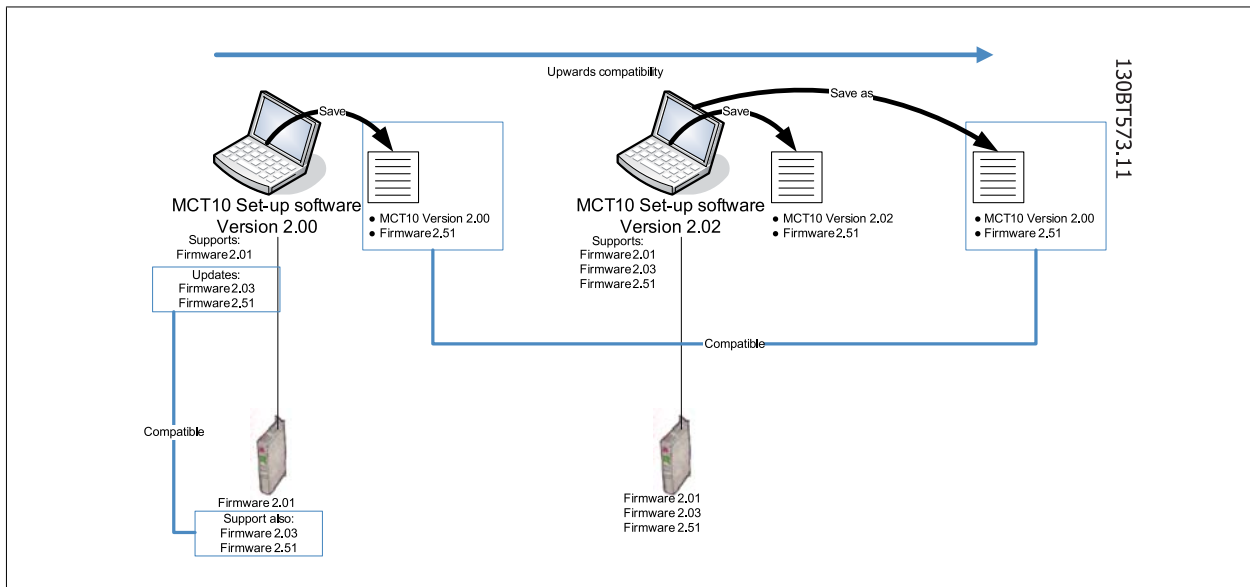 Upwards compatibility
130BT573.11
Save
MCT10 Set-up software
Version 2.00
Supports:
Firmware 2.01
Updates:
Firmware 2.03
Firmware 2.51
● MCT10 Version 2.00
● Firmware 2.51
Save
Save as
MCT10 Set-up software
Version 2.02
Supports:
Firmware 2.01
Firmware 2.03
Firmware 2.51
● MCT10 Version 2.02
● Firmware 2.51
● MCT10 Version 2.00
● Firmware 2.51
Compatible
Compatible
Firmware 2.01
Support also:
Firmware 2.03
Firmware 2.51
Firmware 2.01
Firmware 2.03
Firmware 2.51